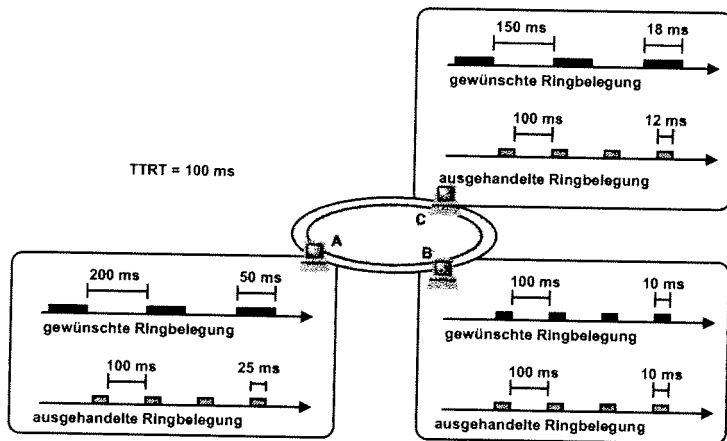 150 ms
18 ms
gewünschte Ringbelegung
100 ms
12 ms
ausgehandelte Ringbelegung
TTRT = 100 ms
C
A
B
200 ms
50 ms
gewünschte Ringbelegung
100 ms
25 ms
ausgehandelte Ringbelegung
100 ms
10 ms
gewünschte Ringbelegung
100 ms
10 ms
ausgehandelte Ringbelegung